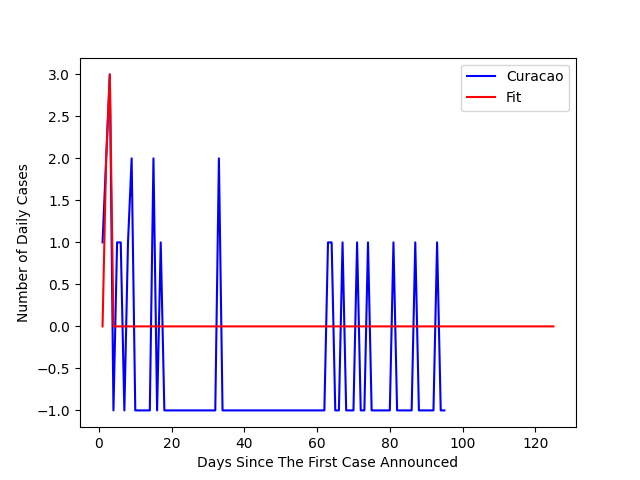 Curacao
Fit
3.0
2.5
2.0
1.5
1.0
0.5
0.0
−0.5
−1.0
Number of Daily Cases
0 20 40 60 80 100 120
Days Since The First Case Announced